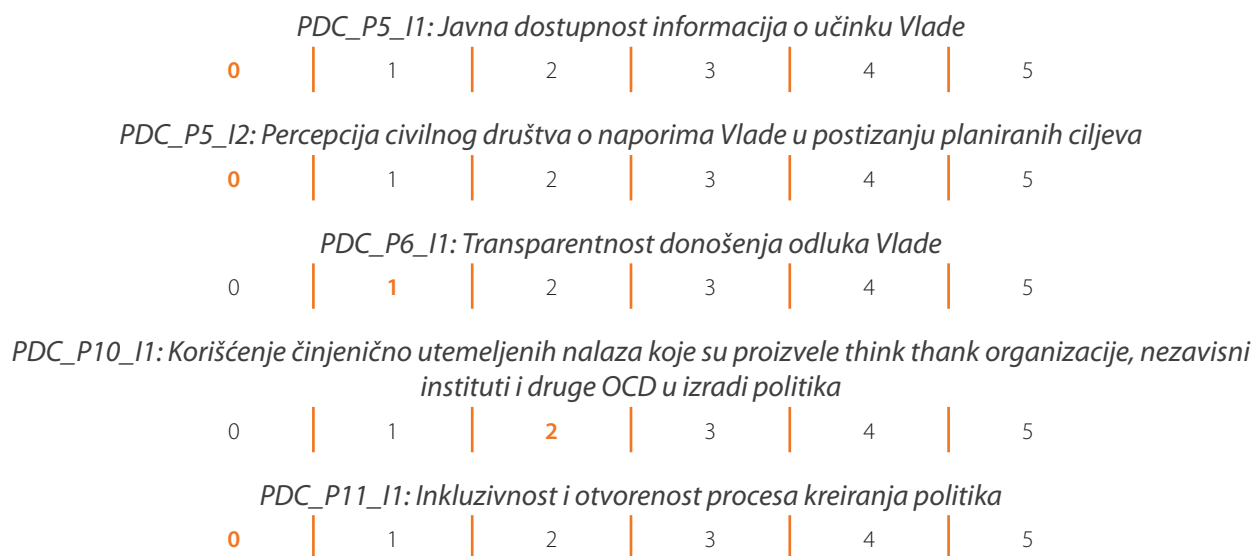 PDC_P5_I1: Javna dostupnost informacija o učinku Vlade
0 1 2 3 4 5
PDC_P5_I2: Percepcija civilnog društva o naporima Vlade u postizanju planiranih ciljeva
0 1 2 3 4 5
PDC_P6_I1: Transparentnost donošenja odluka Vlade
0 1 2 3 4 5
PDC_P10_I1: Korišćenje činjenično utemeljenih nalaza koje su proizvele think thank organizacije, nezavisni
instituti i druge OCD u izradi politika
0 1 2 3 4 5
PDC_P11_I1: Inkluzivnost i otvorenost procesa kreiranja politika
0 1 2 3 4 5